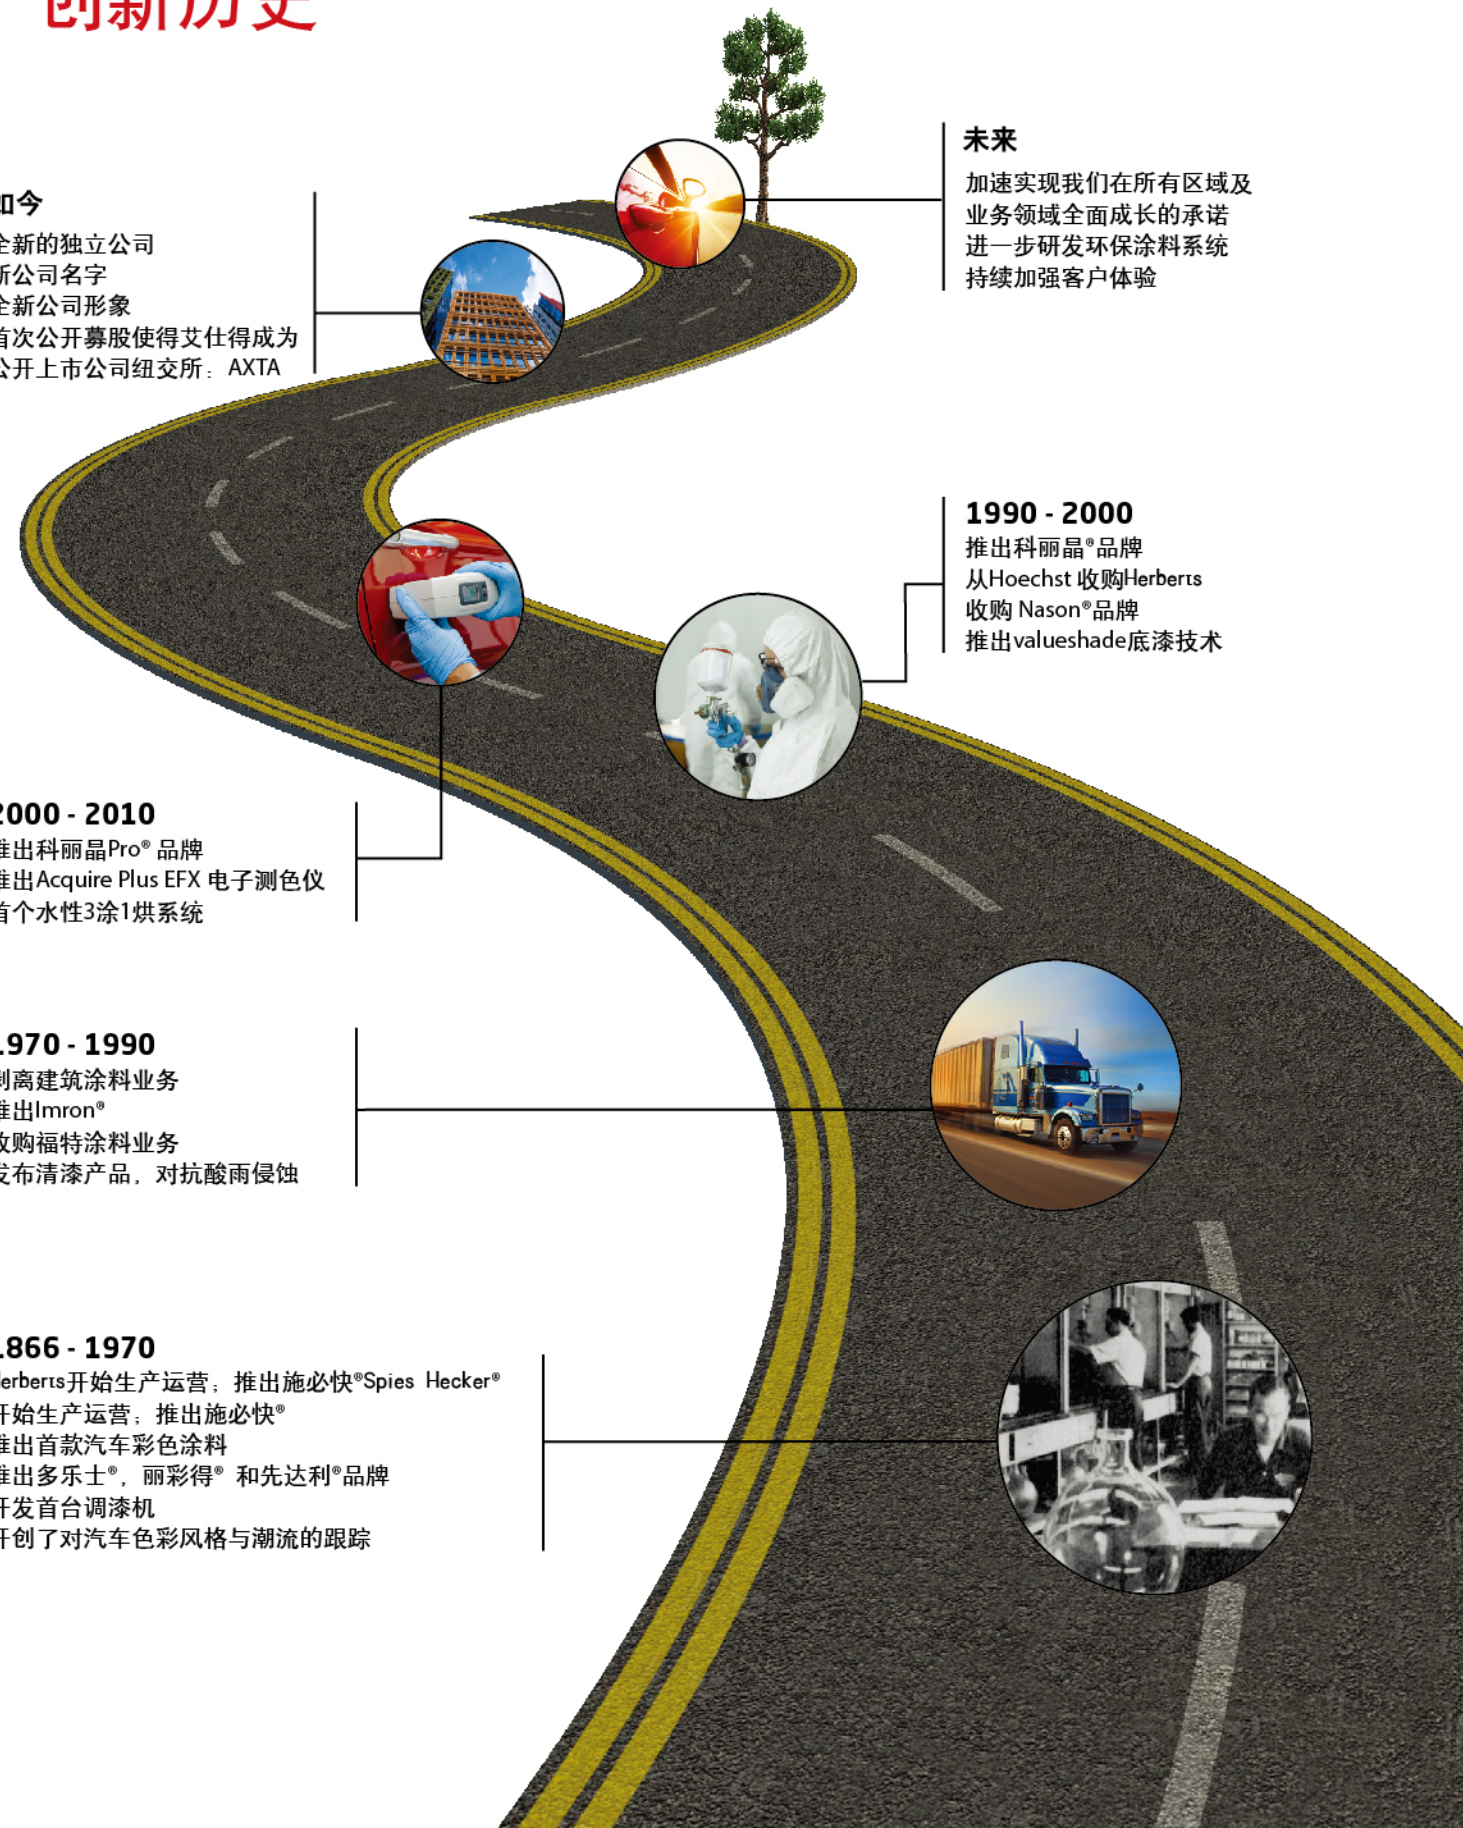 创新历史
未来
加速实现我们在所有区域及
业务领域全面成长的承诺
进一步研发环保涂料系统
持续加强客户体验
如今
全新的独立公司
新公司名字
全新公司形象
首次公开募股使得艾仕得成为
公开上市公司纽交所：AXTA
1990 - 2000
推出科丽晶®品牌
从Hoechst 收购Herberts
收购 Nason®品牌
推出valueshade底漆技术
2000 - 2010
推出科丽晶Pro® 品牌
推出Acquire Plus EFX 电子测色仪
首个水性3涂1烘系统
1970 - 1990
剥离建筑涂料业务
推出Imron®
收购福特涂料业务
发布清漆产品，对抗酸雨侵蚀
1866 - 1970
Herberts开始生产运营；推出施必快®Spies Hecker®
开始生产运营；推出施必快®
推出首款汽车彩色涂料
推出多乐士®，丽彩得® 和先达利®品牌
开发首台调漆机
开创了对汽车色彩风格与潮流的跟踪